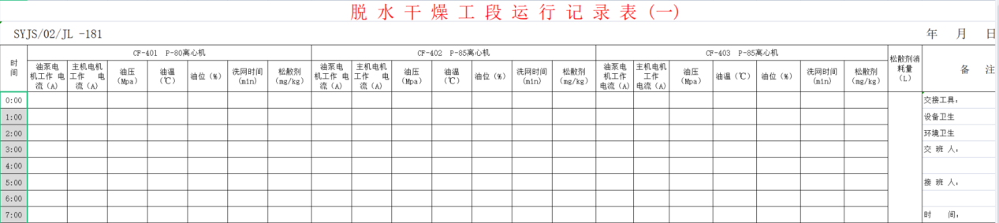 脱水干燥工段运行记录表(一)
SYJS/02/JL -181 年 月 日
时间 CF-401 P-80离心机 CF-402 P-85离心机 CF-403 P-85离心机 松散剂消耗量(L) 备 注
油泵电机工作 电流(A) 主机电机工作 电流(A) 油压(Mpa) 油温(℃) 油位(%) 洗网时间(min) 松散剂(mg/kg) 油泵电机工作 电流(A) 主机电机工作 电流(A) 油压(Mpa) 油温(℃) 油位(%) 洗网时间(min) 松散剂(mg/kg) 油泵电机工作电流(A) 主机电机工作电流(A) 油压(Mpa) 油温(℃) 油位(%) 洗网时间(min) 松散剂(mg/kg)
0:00 交接工具:
1:00 设备卫生
2:00 环境卫生
3:00 交 班 人:
4:00
5:00 接 班 人:
6:00
7:00 时 间: